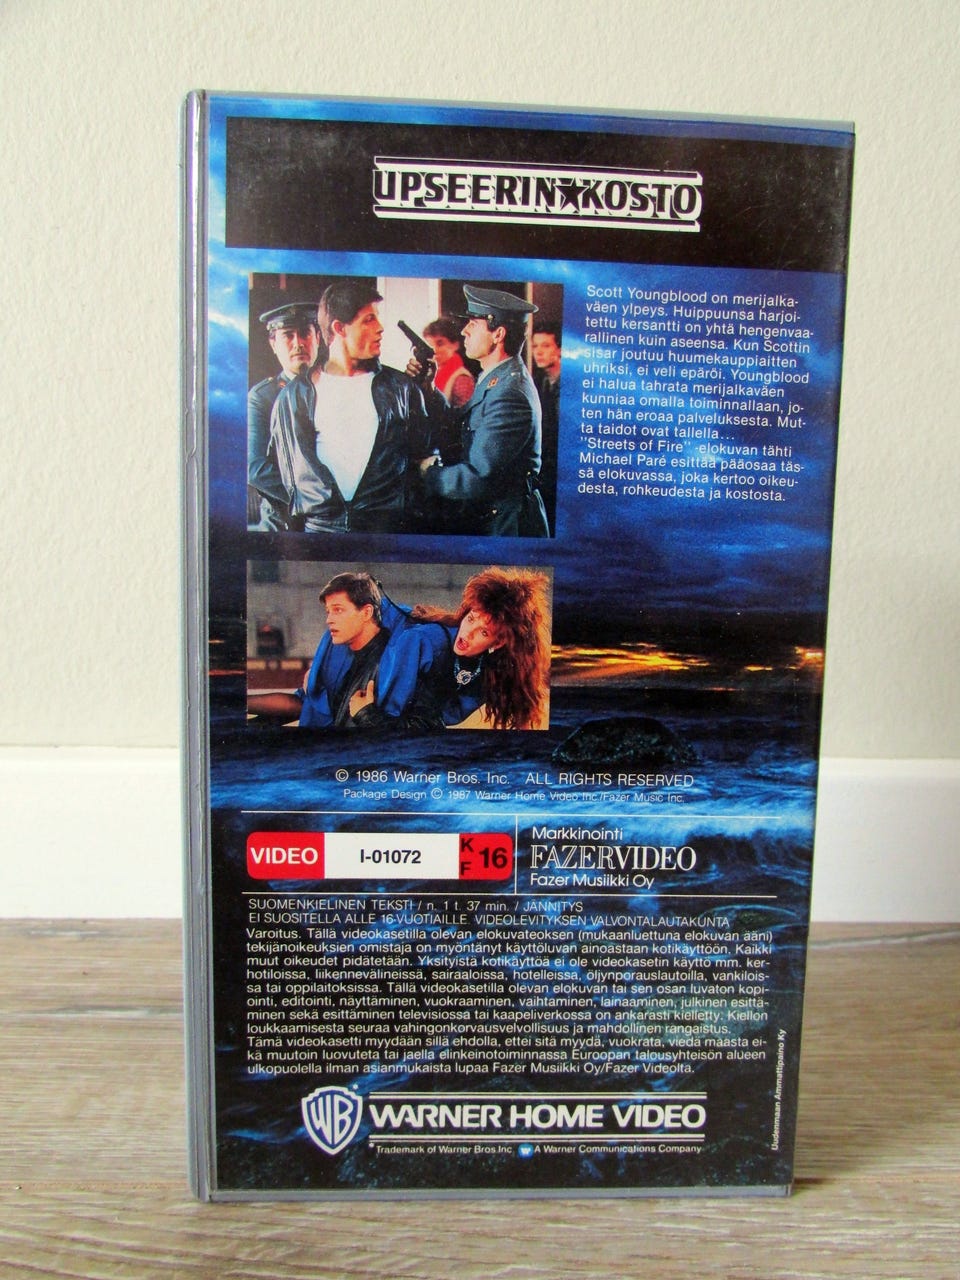 UPSEERIN★KOSTO
Scott Youngblood on merijalka-
väen ylpeys. Huippuunsa harjoi-
tettu kersantti on yhtä hengenvaa-
rallinen kuin aseensa. Kun Scottin
sisar joutuu huumekauppiaitten
uhriksi, ei veli epäröi. Youngblood
ei halua tahrata merijalkaväen
kunniaa omalla toiminnallaan, jo-
ten hän eroaa palveluksesta. Mut-
ta taidot ovat tallella...
"Streets of Fire" -elokuvan tähti
Michael Paré esittää pääosaa täs-
sä elokuvassa, joka kertoo oikeu-
desta, rohkeudesta ja kostosta.
© 1986 Warner Bros. Inc. ALL RIGHTS RESERVED
Package Design © 1987 Warner Home Video Inc./Fazer Music Inc.
VIDEO I-01072 K F 16
Markkinointi
FAZERVIDEO
Fazer Musiikki Oy
SUOMENKIELINEN TEKSTI / n. 1 t. 37 min. / JÄNNITYS
EI SUOSITELLA ALLE 16-VUOTIAILLE. VIDEOLEVITYKSEN VALVONTALAUTAKUNTA
Varoitus. Tällä videokasetilla olevan elokuvateoksen (mukaanluettuna elokuvan ääni)
tekijänoikeuksien omistaja on myöntänyt käyttöluvan ainoastaan kotikäyttöön. Kaikki
muut oikeudet pidätetään. Yksityistä kotikäyttöä ei ole videokasetin käyttö mm. ker-
hotiloissa, liikennevälineissä, sairaaloissa, hotelleissa, öljynporauslautoilla, vankilois-
sa tai oppilaitoksissa. Tällä videokasetilla olevan elokuvan tai sen osan luvaton kopi-
ointi, editointi, näyttäminen, vuokraaminen, vaihtaminen, lainaaminen, julkinen esittä-
minen sekä esittäminen televisiossa tai kaapeliverkossa on ankarasti kielletty. Kiellon
loukkaamisesta seuraa vahingonkorvausvelvollisuus ja mahdollinen rangaistus.
Tämä videokasetti myydään sillä ehdolla, ettei sitä myydä, vuokrata, viedä maasta ei-
kä muutoin luovuteta tai jaella elinkeinotoiminnassa Euroopan talousyhteisön alueen
ulkopuolella ilman asianmukaista lupaa Fazer Musiikki Oy/Fazer Videolta.
Uudenmaan Ammattipaino Ky
WB WARNER HOME VIDEO
*Trademark of Warner Bros.Inc. A Warner Communications Company